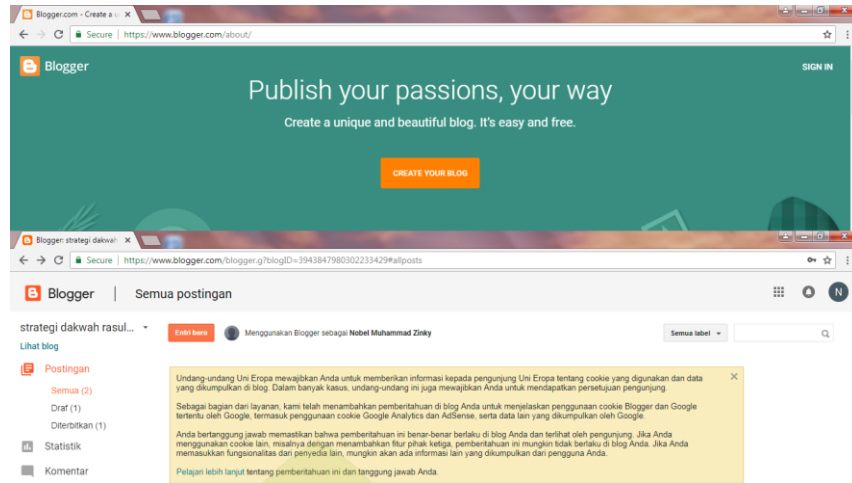 Blogger.com - Create a u
Secure | https://www.blogger.com/about/
Blogger
SIGN IN
Publish your passions, your way
Create a unique and beautiful blog. It's easy and free.
CREATE YOUR BLOG
Blogger: strategi dakwah
Secure | https://www.blogger.com/blogger.g?blogID=3943847980302233429#allposts
Blogger | Semua postingan
N
strategi dakwah rasul...
Entri baru
Menggunakan Blogger sebagai Nobel Muhammad Zinky
Semua label
Lihat blog
Postingan
Semua (2)
Draf (1)
Diterbitkan (1)
Statistik
Komentar
Undang-undang Uni Eropa mewajibkan Anda untuk memberikan informasi kepada pengunjung Uni Eropa tentang cookie yang digunakan dan data
yang dikumpulkan di blog. Dalam banyak kasus, undang-undang ini juga mewajibkan Anda untuk mendapatkan persetujuan pengunjung.
Sebagai bagian dari layanan, kami telah menambahkan pemberitahuan di blog Anda untuk menjelaskan penggunaan cookie Blogger dan Google
tertentu oleh Google, termasuk penggunaan cookie Google Analytics dan AdSense, serta data lain yang dikumpulkan oleh Google.
Anda bertanggung jawab memastikan bahwa pemberitahuan ini benar-benar berlaku di blog Anda dan terlihat oleh pengunjung. Jika Anda
menggunakan cookie lain, misalnya dengan menambahkan fitur pihak ketiga, pemberitahuan ini mungkin tidak berlaku di blog Anda. Jika Anda
memasukkan fungsionalitas dari penyedia lain, mungkin akan ada informasi lain yang dikumpulkan dari pengguna Anda.
Pelajari lebih lanjut tentang pemberitahuan ini dan tanggung jawab Anda.